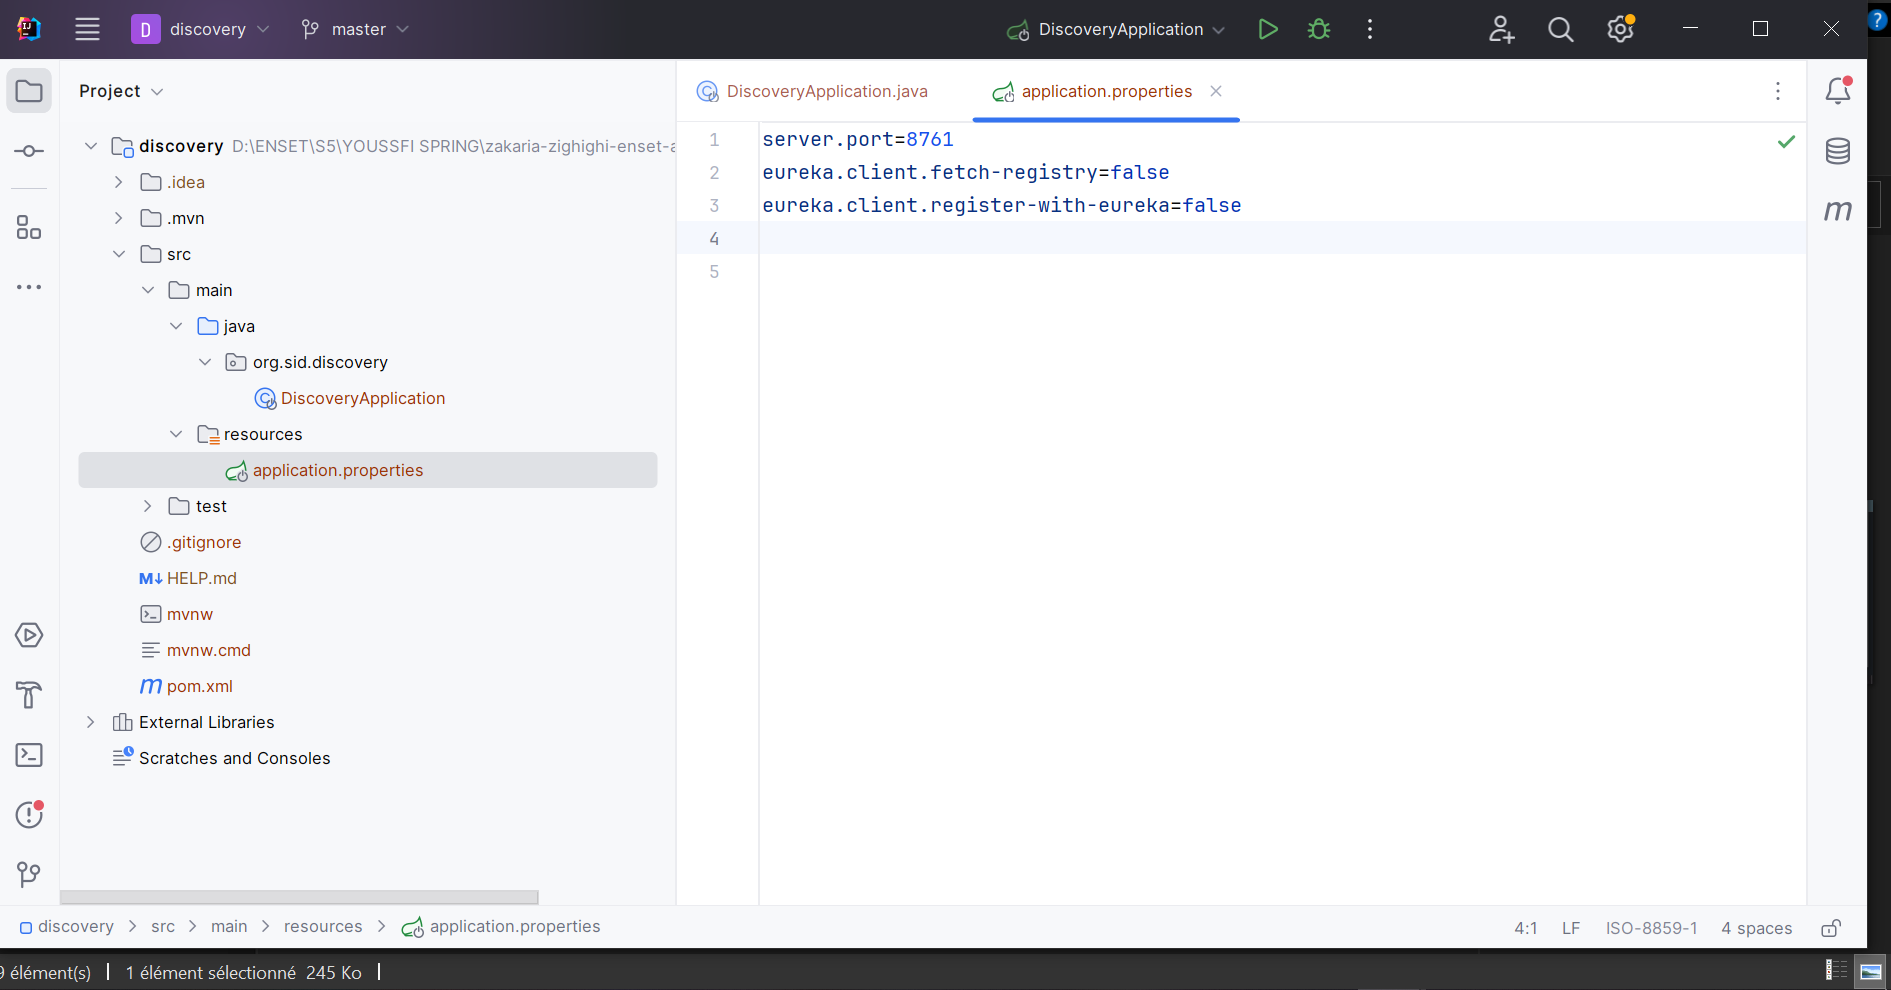 D discovery master DiscoveryApplication
Project
DiscoveryApplication.java application.properties
discovery D:\ENSET\S5\YOUSSFI SPRING\zakaria-zighighi-enset-a
.idea
.mvn
src
main
java
org.sid.discovery
DiscoveryApplication
resources
application.properties
test
.gitignore
M↓ HELP.md
mvnw
mvnw.cmd
m pom.xml
External Libraries
Scratches and Consoles
1 server.port=8761
2 eureka.client.fetch-registry=false
3 eureka.client.register-with-eureka=false
4
5
m
discovery > src > main > resources > application.properties
4:1 LF ISO-8859-1 4 spaces
9 élément(s) 1 élément sélectionné 245 Ko